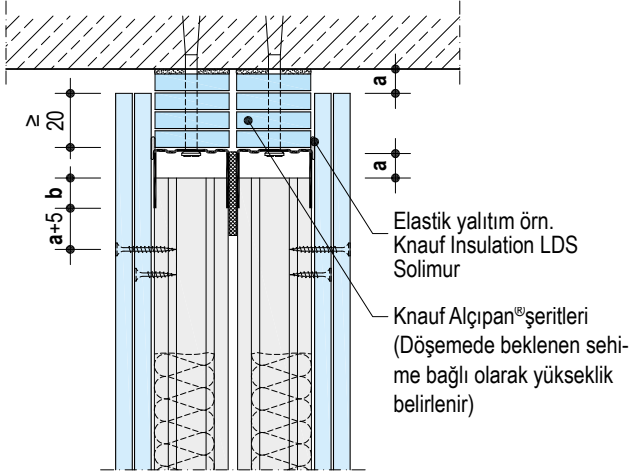 a
≥
20
a
b
a+5
Elastik yalıtım örn.
Knauf Insulation LDS
Solimur
Knauf Alçıpan®şeritleri
(Döşemede beklenen sehi-
me bağlı olarak yükseklik
belirlenir)